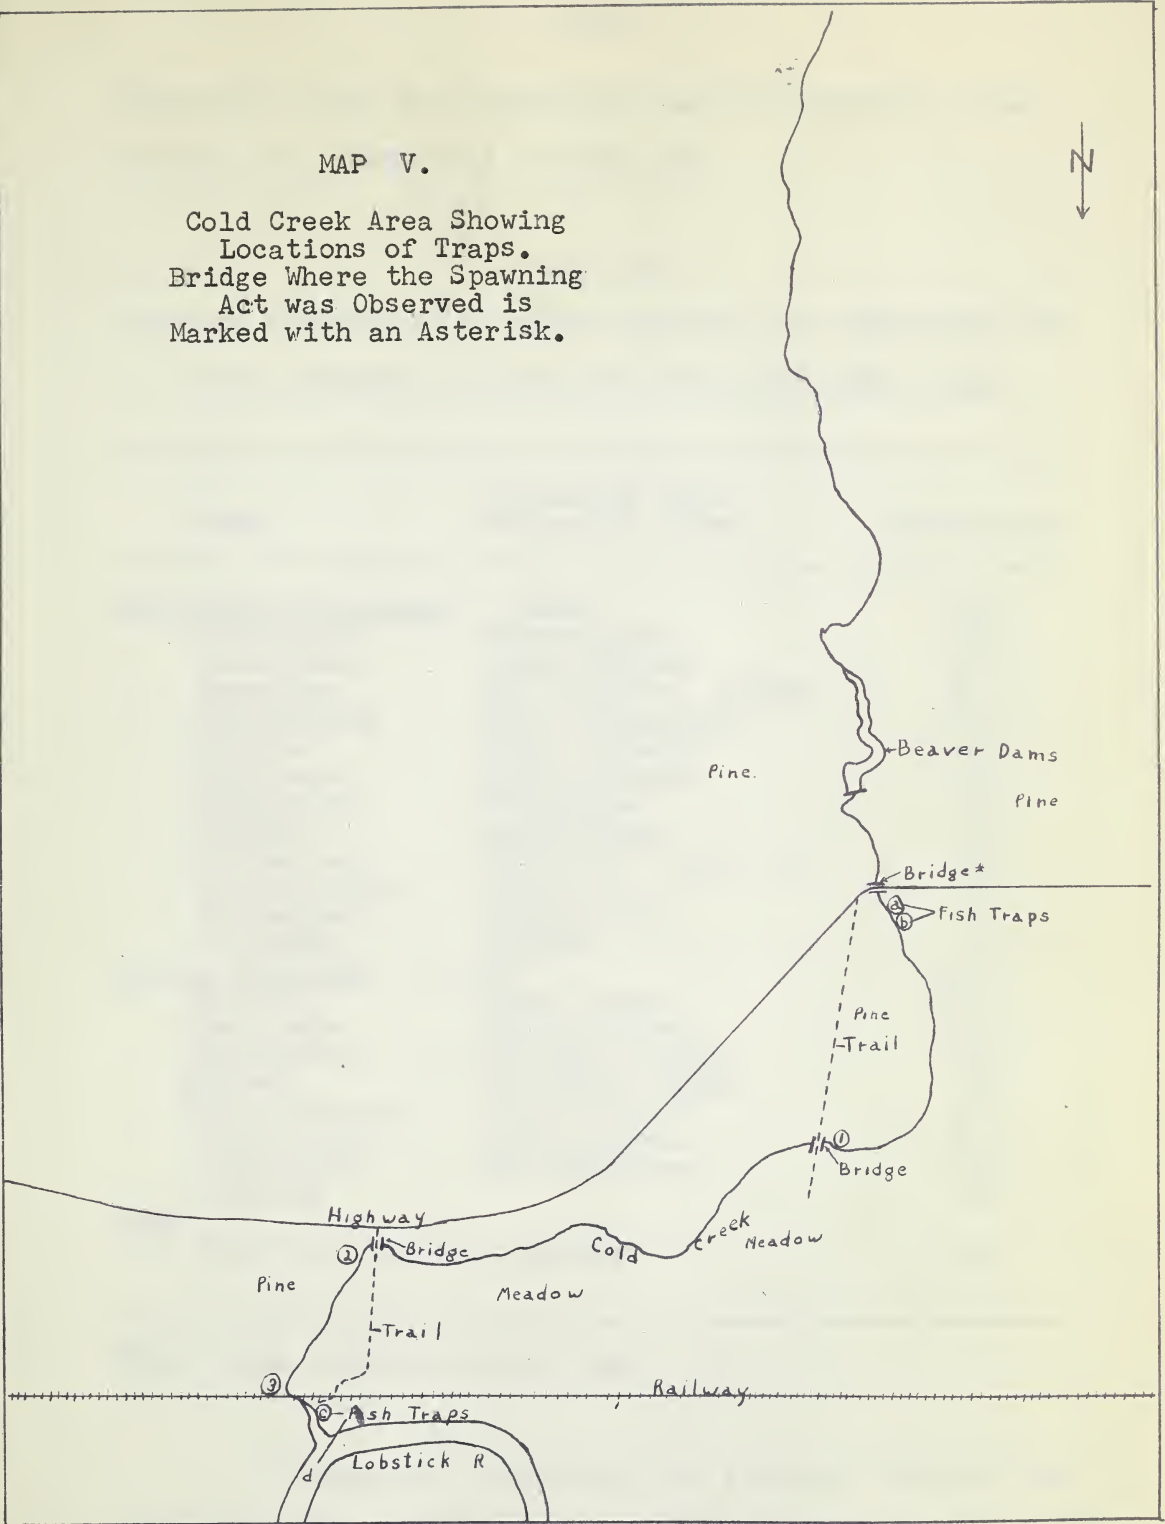 MAP V.
N
Cold Creek Area Showing
Locations of Traps.
Bridge Where the Spawning
Act was Observed is
Marked with an Asterisk.
Beaver Dams
Pine.
Pine
Bridge*
a
b
Fish Traps
Pine
Trail
1
Bridge
Highway
2
Bridge
Cold Creek
Meadow
Pine
Meadow
Trail
3
Railway
c
Fish Traps
d
Lobstick R